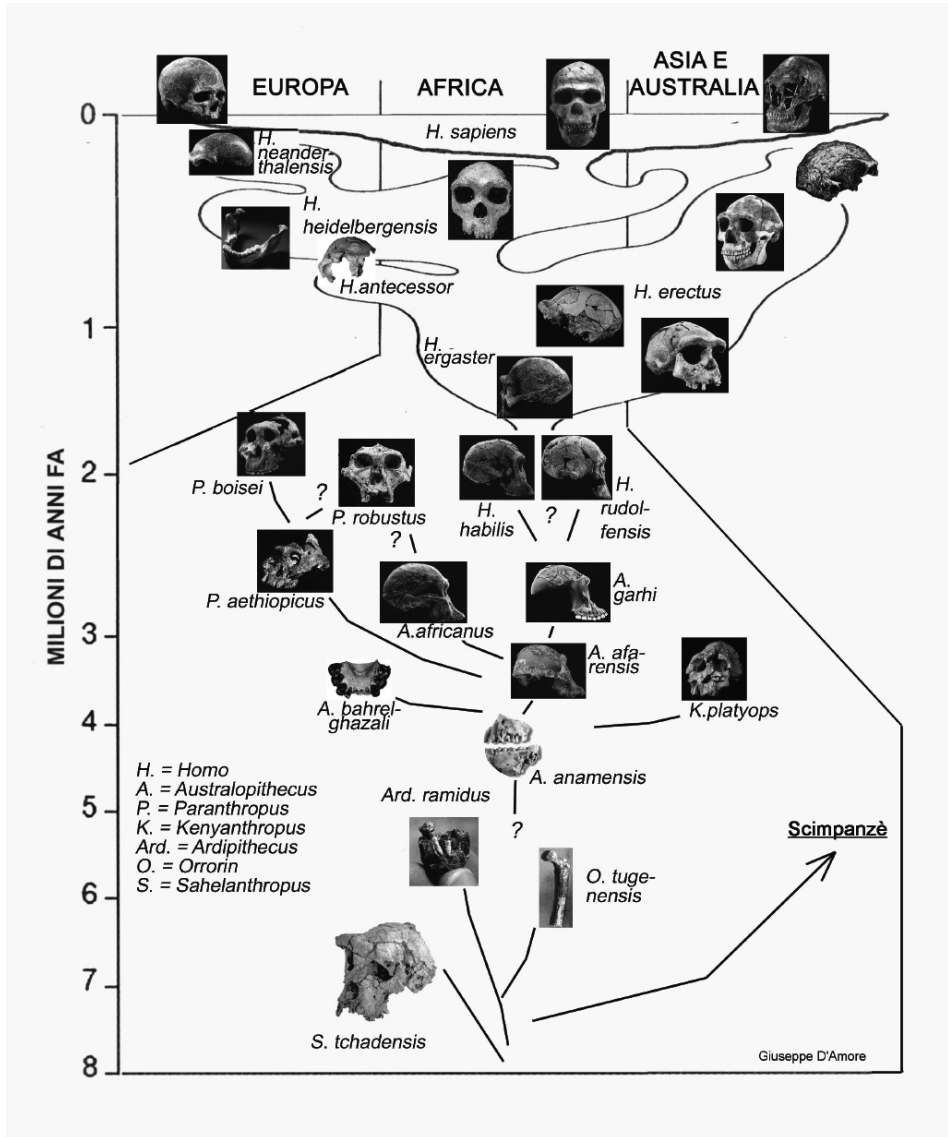 EUROPA
AFRICA
ASIA E
AUSTRALIA
0
H. sapiens
H.
neander-
thalensis
H.
heidelbergensis
H.antecessor
H. erectus
1
H.
ergaster
MILIONI DI ANNI FA
2
P. boisei
?
P. robustus
?
H.
habilis
?
H.
rudol-
fensis
P. aethiopicus
A.africanus
A.
garhi
3
A. afa-
rensis
A. bahrel-
ghazali
K.platyops
4
A. anamensis
H. = Homo
A. = Australopithecus
P. = Paranthropus
K. = Kenyanthropus
Ard. = Ardipithecus
O. = Orrorin
S. = Sahelanthropus
Ard. ramidus
5
?
Scimpanzè
O. tuge-
nensis
6
7
S. tchadensis
8
Giuseppe D'Amore